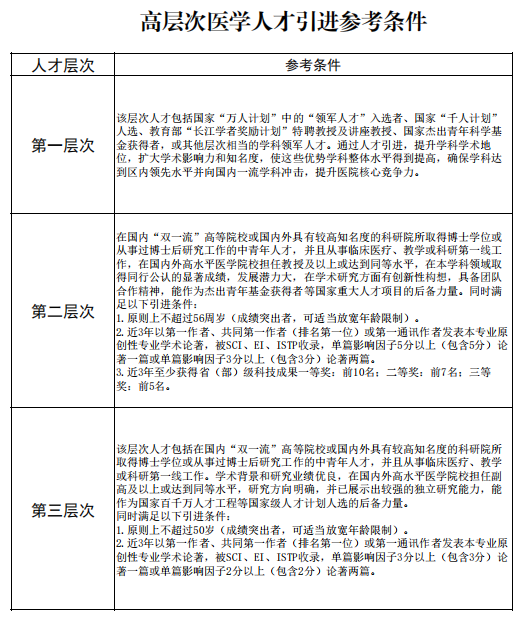 高层次医学人才引进参考条件
人才层次
参考条件
第一层次
该层次人才包括国家“万人计划”中的“领军人才”入选者、国家“千人计划”
人选、教育部“长江学者奖励计划”特聘教授及讲座教授、国家杰出青年科学基
金获得者，或其他层次相当的学科领军人才。通过人才引进，提升学科学术地
位，扩大学术影响力和知名度，使这些优势学科整体水平得到提高，确保学科达
到区内领先水平并向国内一流学科冲击，提升医院核心竞争力。
第二层次
在国内“双一流”高等院校或国内外具有较高知名度的科研院所取得博士学位或
从事过博士后研究工作的中青年人才，并且从事临床医疗、教学或科研第一线工
作，在国内外高水平医学院校担任教授及以上或达到同等水平，在本学科领域取
得同行公认的显著成绩，发展潜力大，在学术研究方面有创新性构想，具备团队
合作精神，能作为杰出青年基金获得者等国家重大人才项目的后备力量。同时满
足以下引进条件：
1.原则上不超过56周岁（成绩突出者，可适当放宽年龄限制）。
2.近3年以第一作者、共同第一作者（排名第一位）或第一通讯作者发表本专业原
创性专业学术论著，被SCI、EI、ISTP收录，单篇影响因子5分以上（包含5分）论
著一篇或单篇影响因子3分以上（包含3分）论著两篇。
3.近3年至少获得省（部）级科技成果一等奖：前10名；二等奖：前7名；三等
奖：前5名。
第三层次
该层次人才包括在国内“双一流”高等院校或国内外具有较高知名度的科研院所
取得博士学位或从事过博士后研究工作的中青年人才，并且从事临床医疗、教学
或科研第一线工作。学术背景和研究业绩优良，在国内外高水平医学院校担任副
高及以上或达到同等水平，研究方向明确，并已展示出较强的独立研究能力，能
作为国家百千万人才工程等国家级人才计划人选的后备力量。
同时满足以下引进条件：
1.原则上不超过50岁（成绩突出者，可适当放宽年龄限制）。
2.近3年以第一作者、共同第一作者（排名第一位）或第一通讯作者发表本专业原
创性专业学术论著，被SCI、EI、ISTP收录，单篇影响因子3分以上（包含3分）论
著一篇或单篇影响因子2分以上（包含2分）论著两篇。